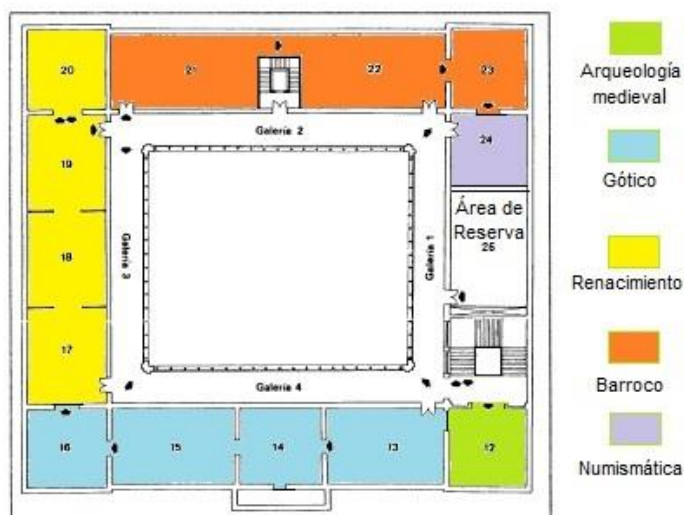 20
21
22
23
Galería 2
24
19
Área de
Reserva
25
Galería 1
18
Galería 3
17
Galería 4
16
15
14
13
12
Arqueología
medieval
Gótico
Renacimiento
Barroco
Numismática